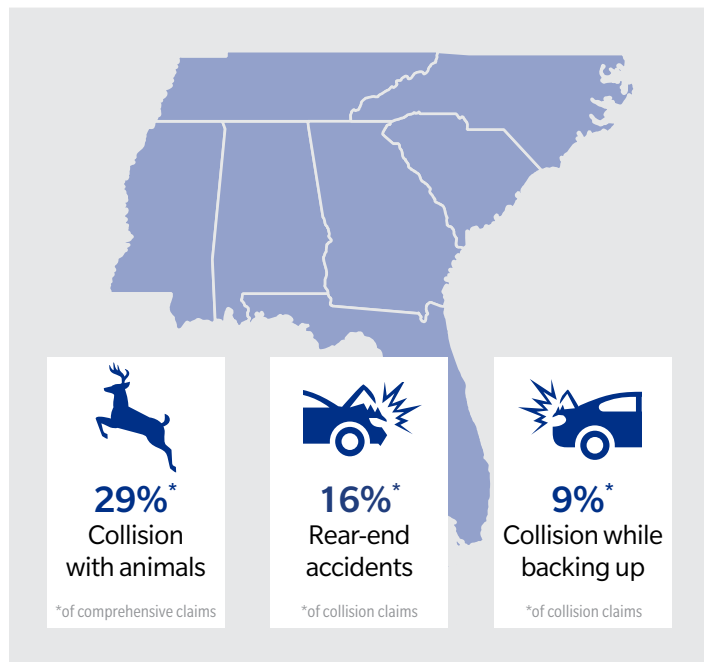 29%*
Collision
with animals
*of comprehensive claims
16%*
Rear-end
accidents
*of collision claims
9%*
Collision while
backing up
*of collision claims